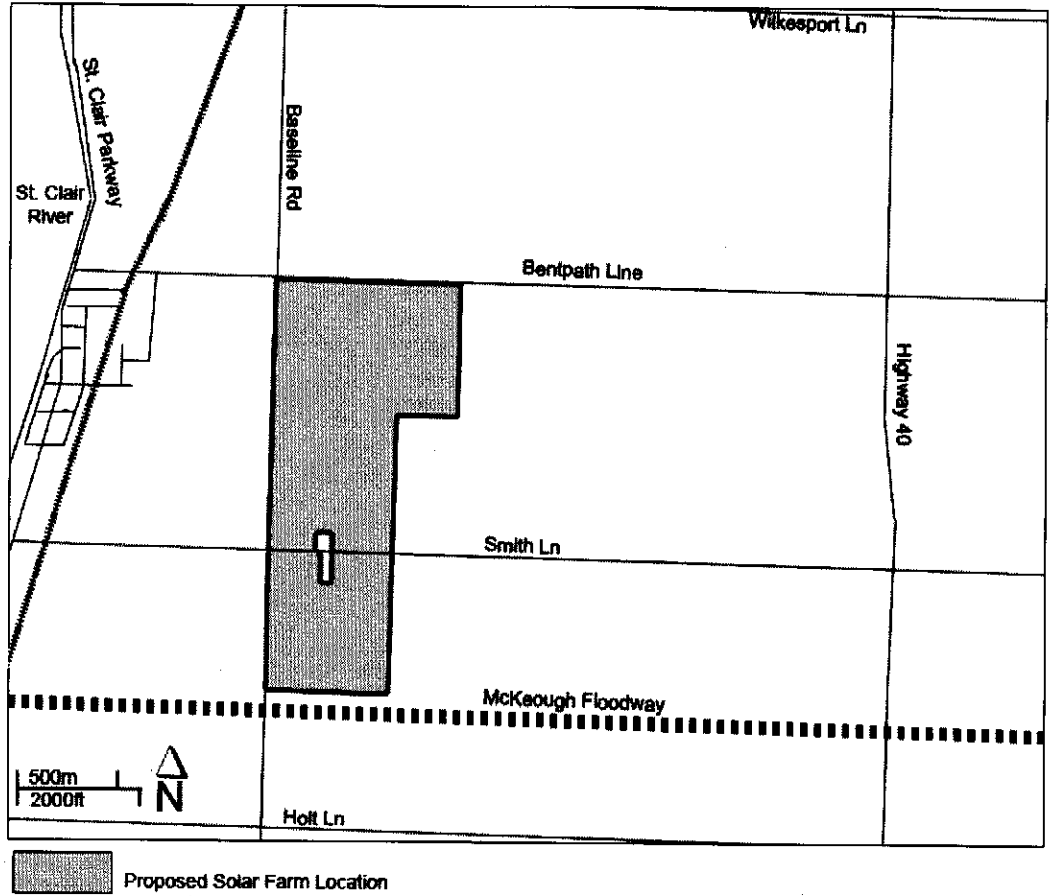 Wilkesport Ln
St. Clair Parkway
Baseline Rd
St. Clair
River
Bentpath Line
Highway 40
Smith Ln
McKeough Floodway
500m
2000ft
N
Holt Ln
Proposed Solar Farm Location